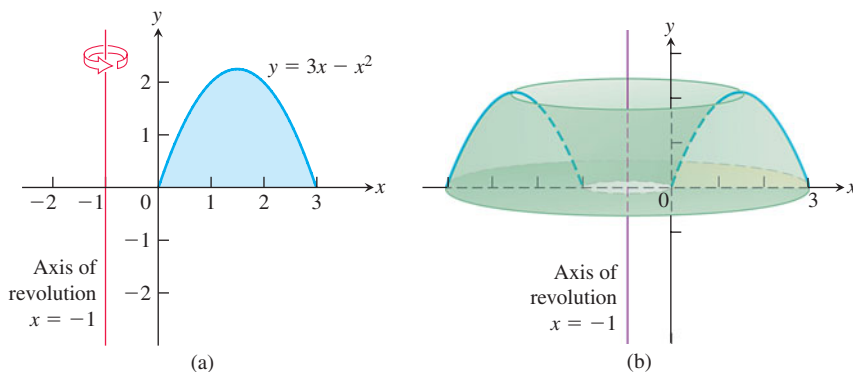 y
y = 3x − x²
2
1
−2 −1 0 1 2 3 x
−1
−2
Axis of
revolution
x = −1
(a)
y
0 3 x
Axis of
revolution
x = −1
(b)